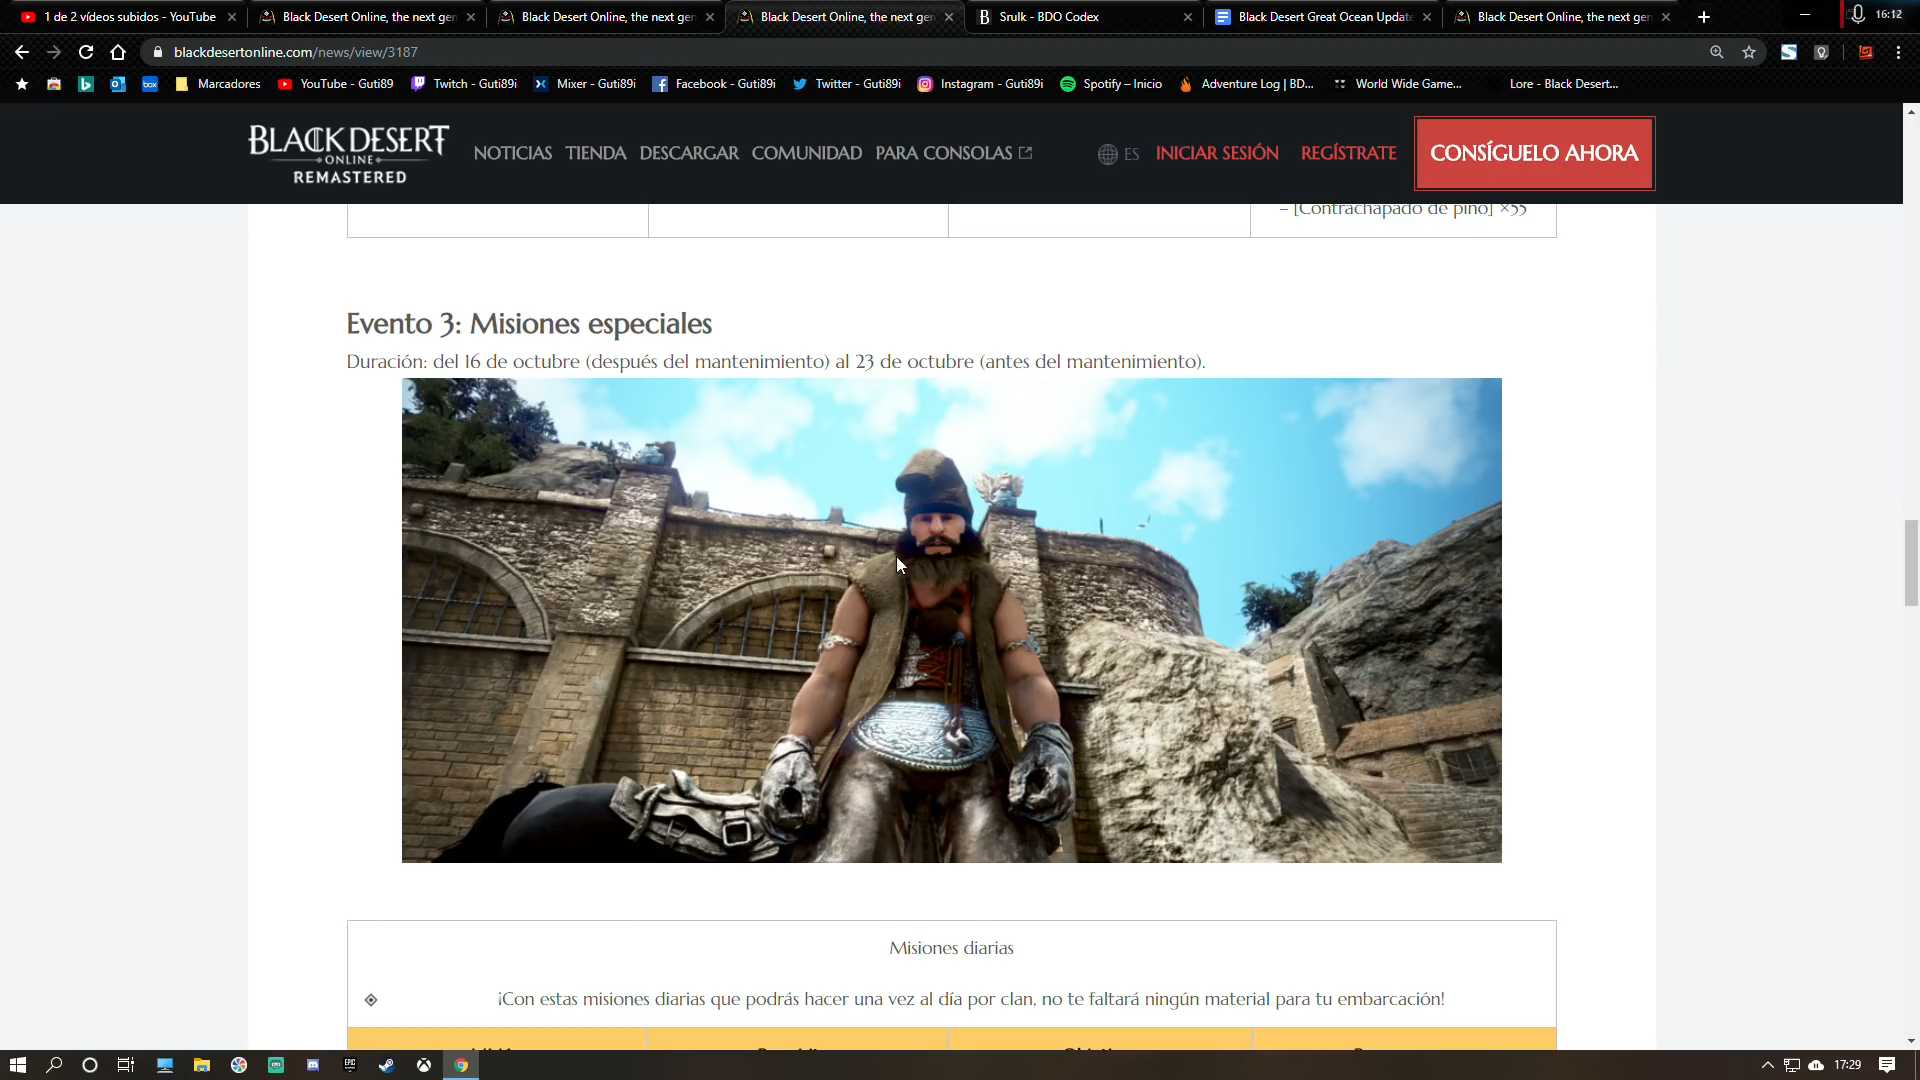 1 de 2 vídeos subidos - YouTube
Black Desert Online, the next gen
Black Desert Online, the next gen
Black Desert Online, the next gen
Srulk - BDO Codex
Black Desert Great Ocean Update
Black Desert Online, the next gen
16:12
blackdesertonline.com/news/view/3187
Marcadores
YouTube - Guti89
Twitch - Guti89i
Mixer - Guti89i
Facebook - Guti89i
Twitter - Guti89i
Instagram - Guti89i
Spotify – Inicio
Adventure Log | BD...
World Wide Game...
Lore - Black Desert...
BLACK DESERT
ONLINE
REMASTERED
NOTICIAS
TIENDA
DESCARGAR
COMUNIDAD
PARA CONSOLAS
ES
INICIAR SESIÓN
REGÍSTRATE
CONSÍGUELO AHORA
– [Contrachapado de pino] ×55
Evento 3: Misiones especiales
Duración: del 16 de octubre (después del mantenimiento) al 23 de octubre (antes del mantenimiento).
Misiones diarias
¡Con estas misiones diarias que podrás hacer una vez al día por clan, no te faltará ningún material para tu embarcación!
17:29